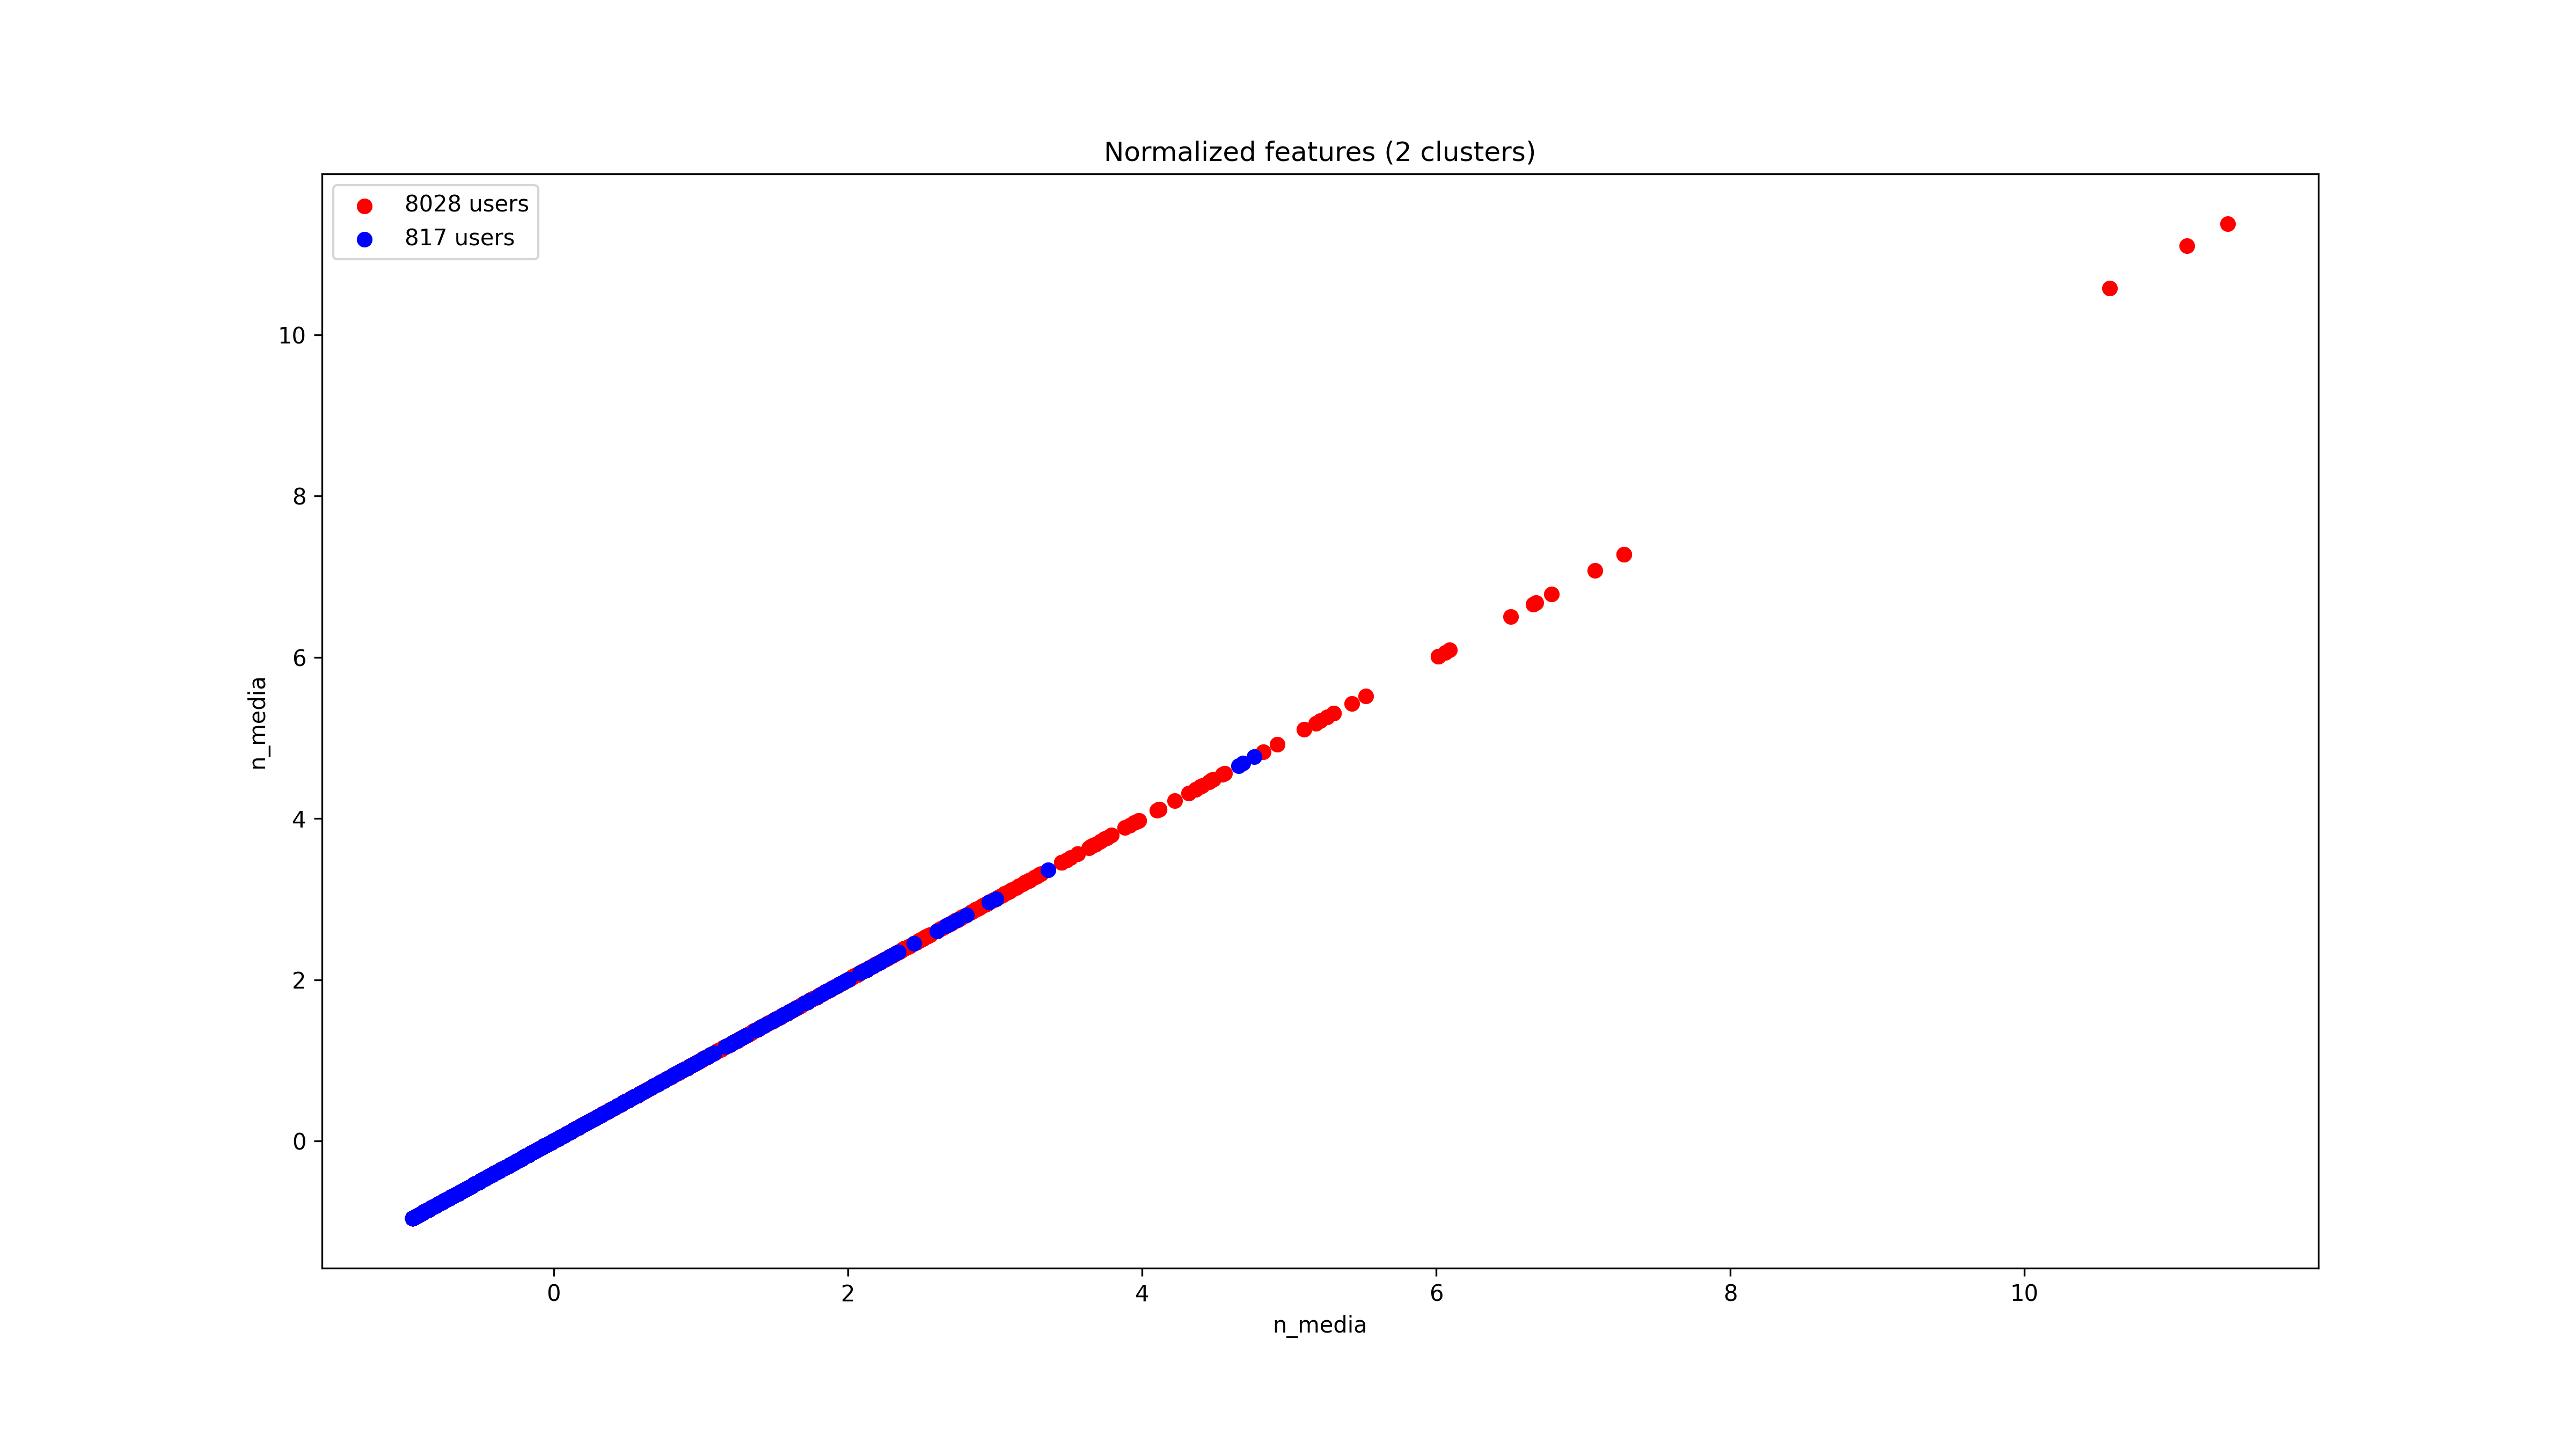 Normalized features (2 clusters)
8028 users
817 users
10
8
6
4
2
0
n_media
0 2 4 6 8 10
n_media